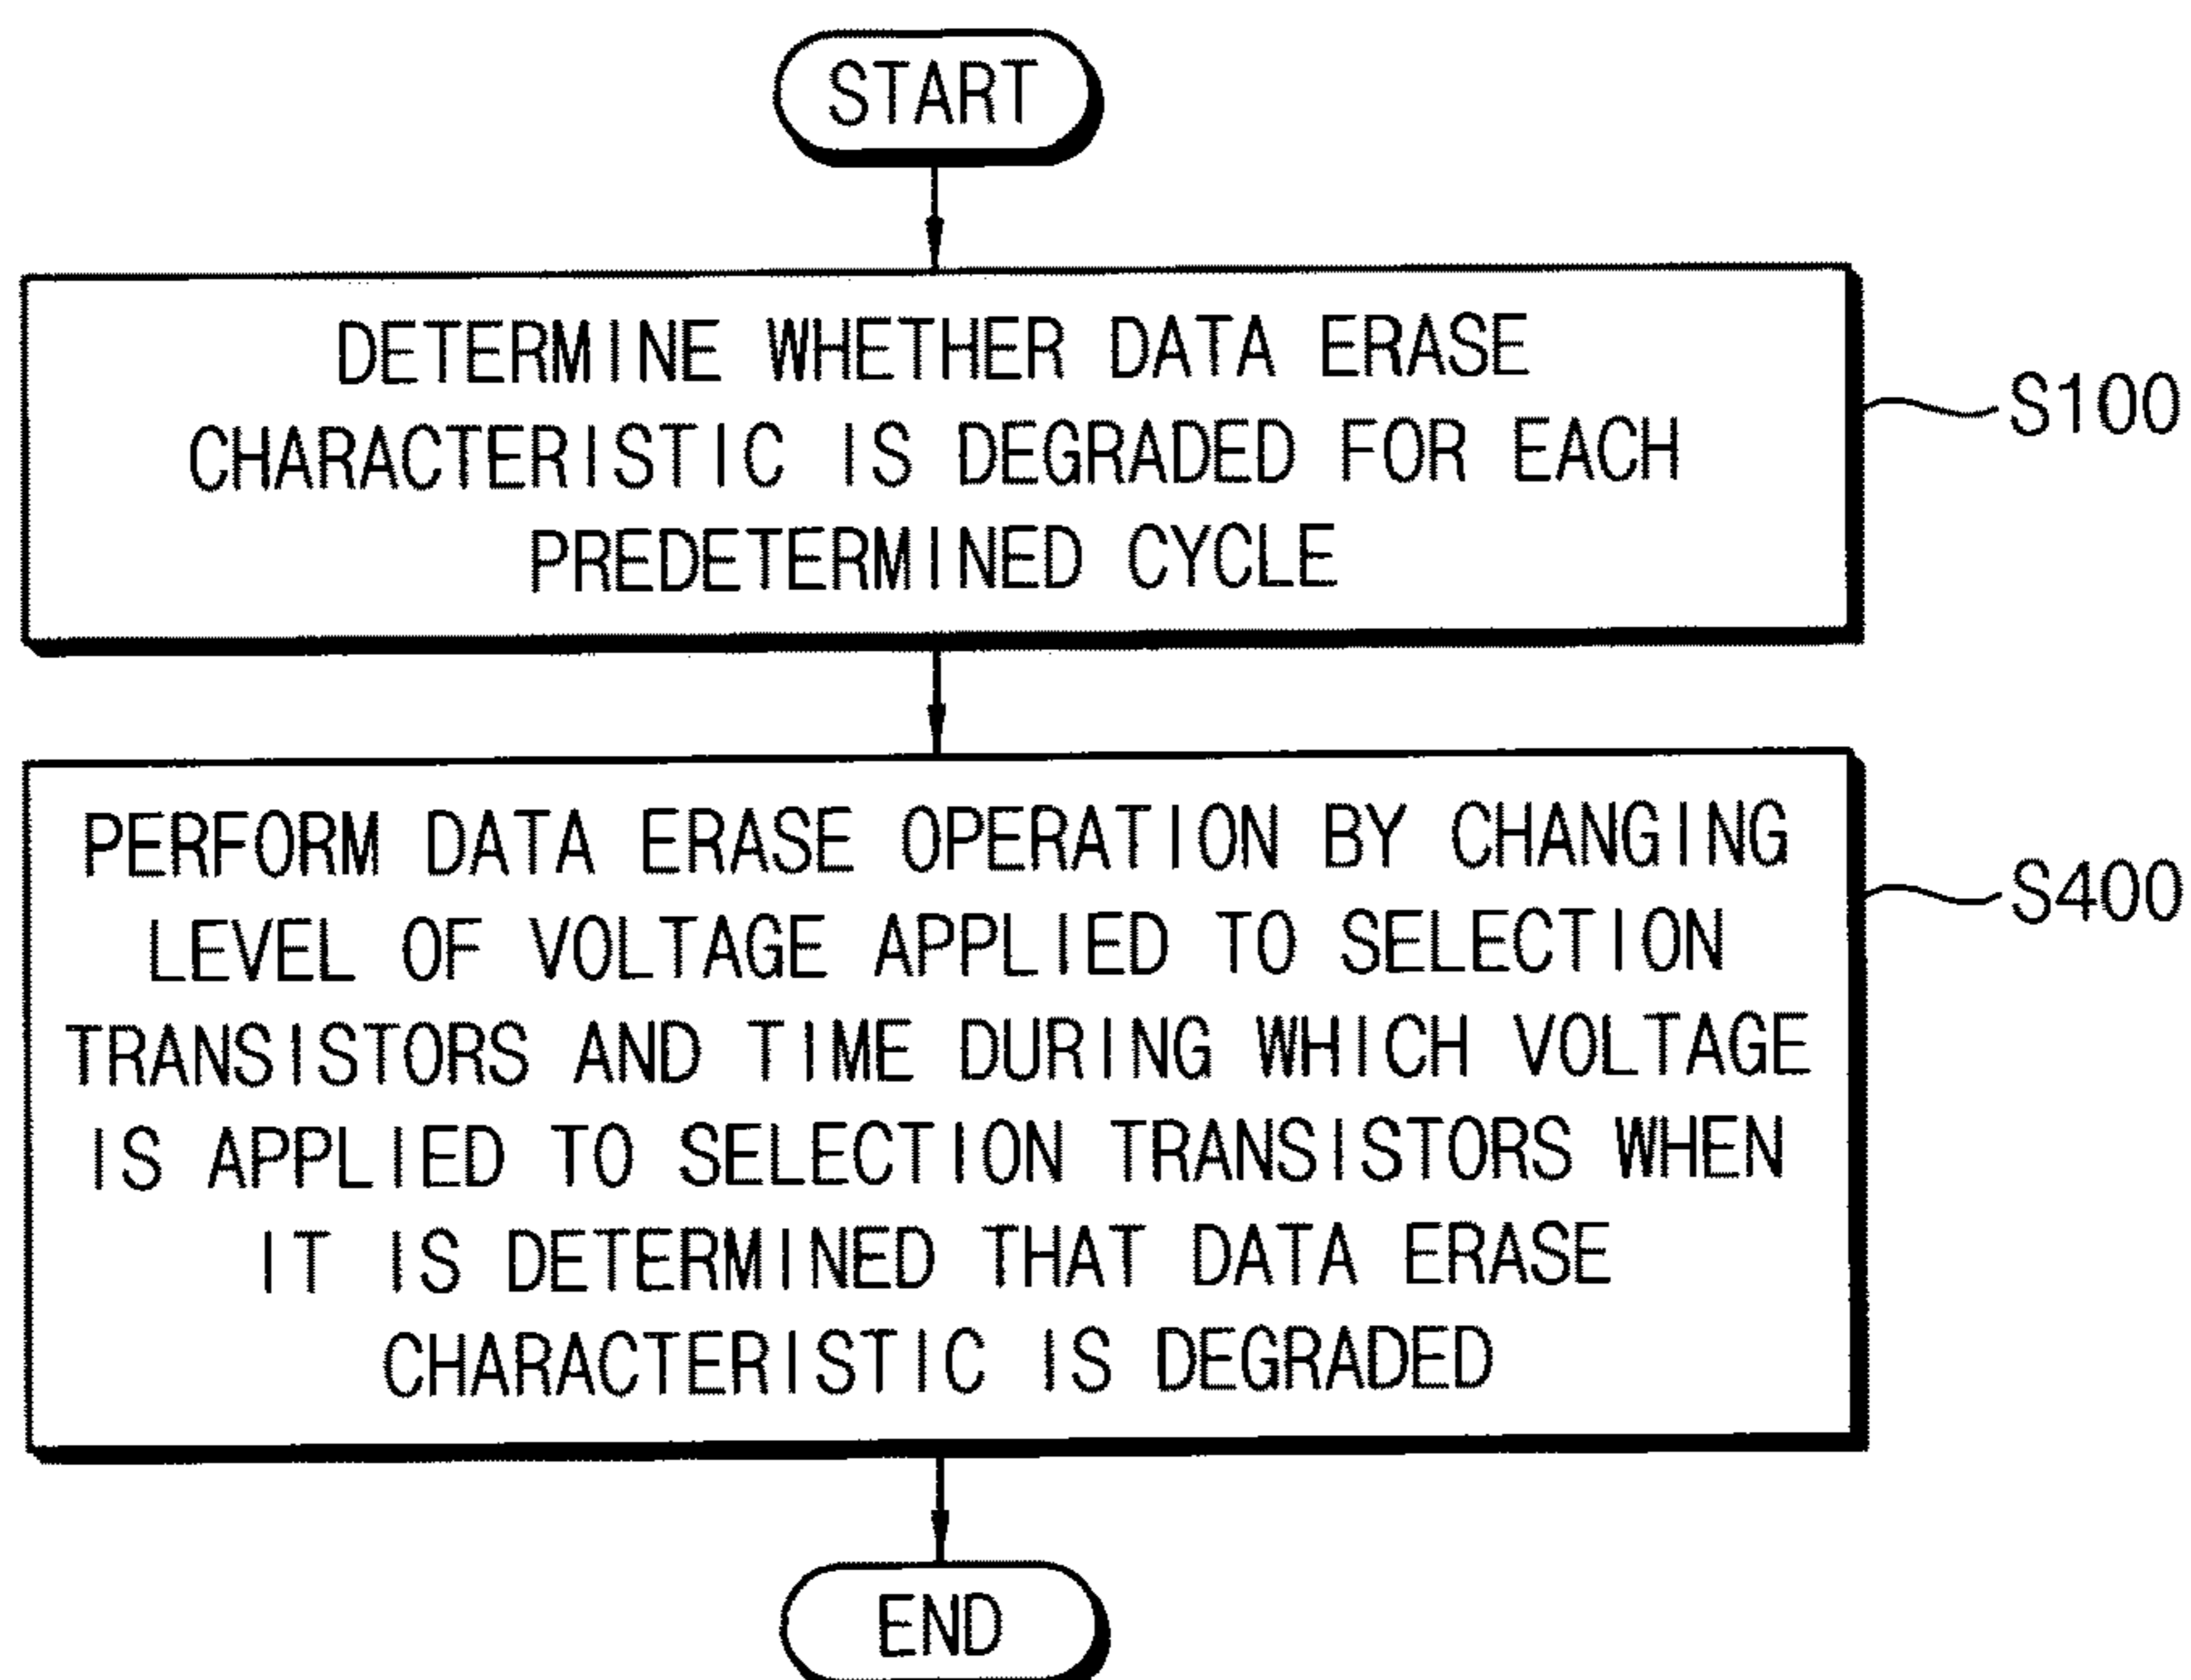 START
DETERMINE WHETHER DATA ERASE
CHARACTERISTIC IS DEGRADED FOR EACH
PREDETERMINED CYCLE
S100
PERFORM DATA ERASE OPERATION BY CHANGING
LEVEL OF VOLTAGE APPLIED TO SELECTION
TRANSISTORS AND TIME DURING WHICH VOLTAGE
IS APPLIED TO SELECTION TRANSISTORS WHEN
IT IS DETERMINED THAT DATA ERASE
CHARACTERISTIC IS DEGRADED
S400
END